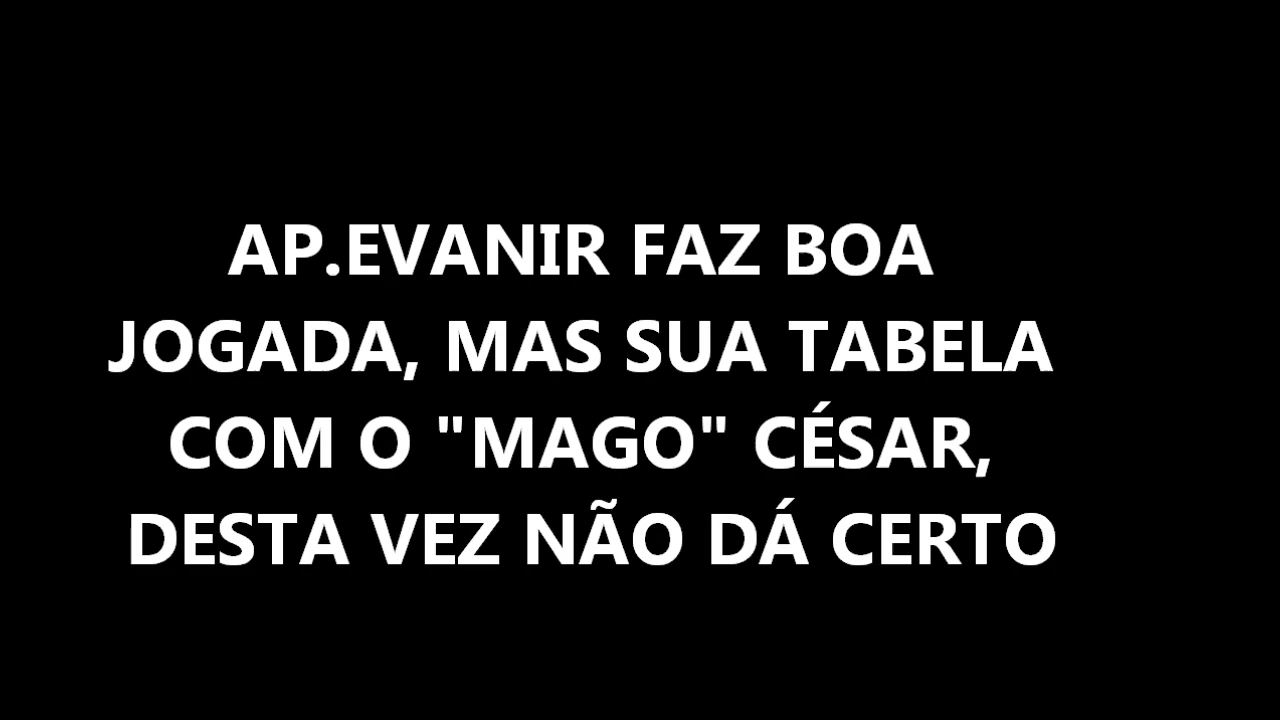 AP.EVANIR FAZ BOA
JOGADA, MAS SUA TABELA
COM O "MAGO" CÉSAR,
DESTA VEZ NÃO DÁ CERTO